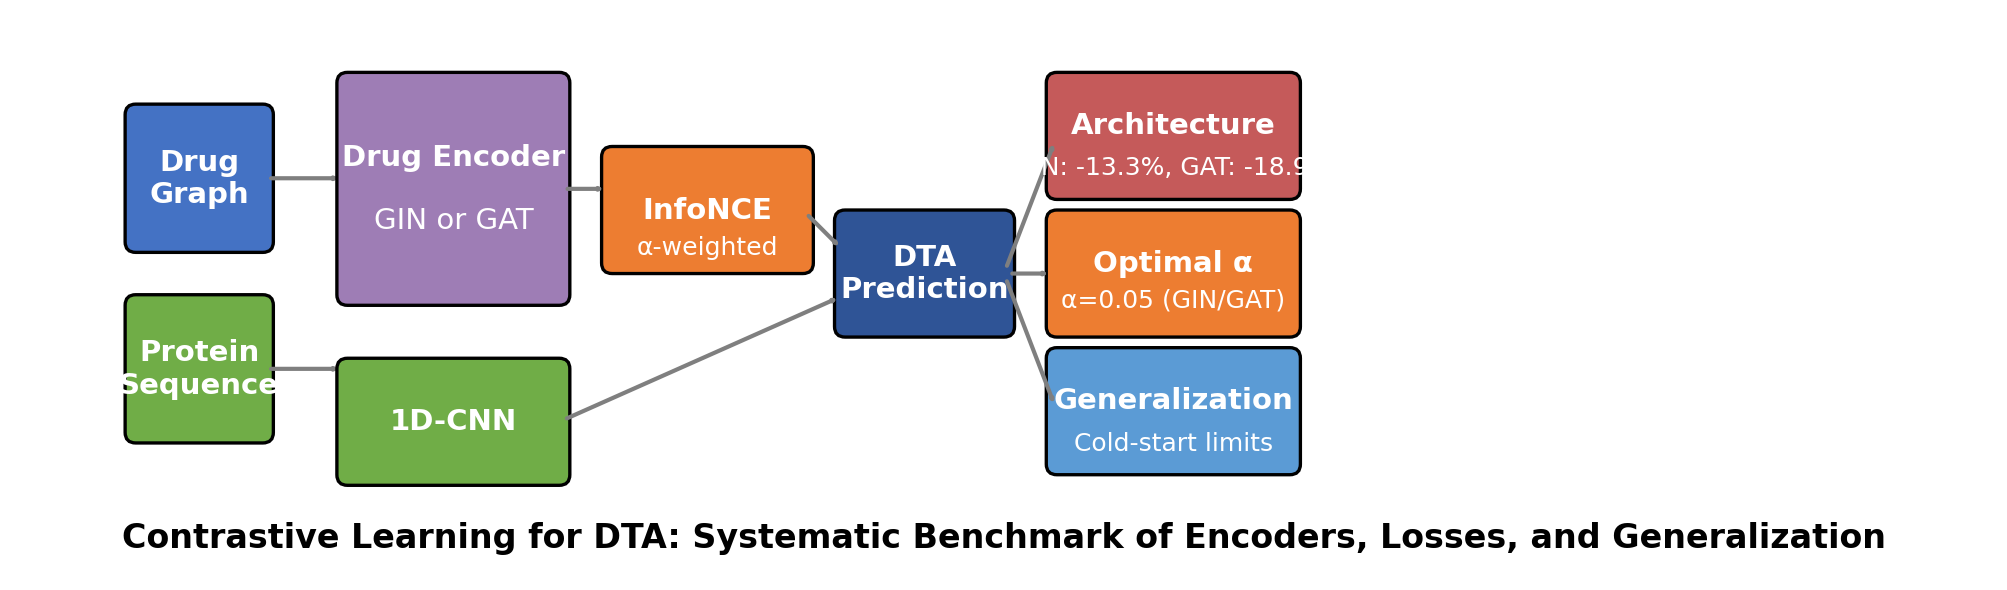 Drug
Graph
Protein
Sequence
Drug Encoder
GIN or GAT
1D-CNN
InfoNCE
α-weighted
DTA
Prediction
Architecture
N: -13.3%, GAT: -18.9
Optimal α
α=0.05 (GIN/GAT)
Generalization
Cold-start limits
Contrastive Learning for DTA: Systematic Benchmark of Encoders, Losses, and Generalization